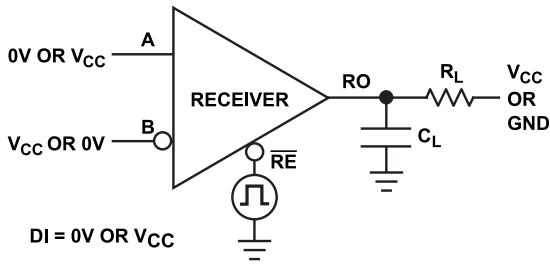 A
0V OR VCC
RO
RL
VCC
OR
GND
RECEIVER
B
VCC OR 0V
CL
RE
DI = 0V OR VCC